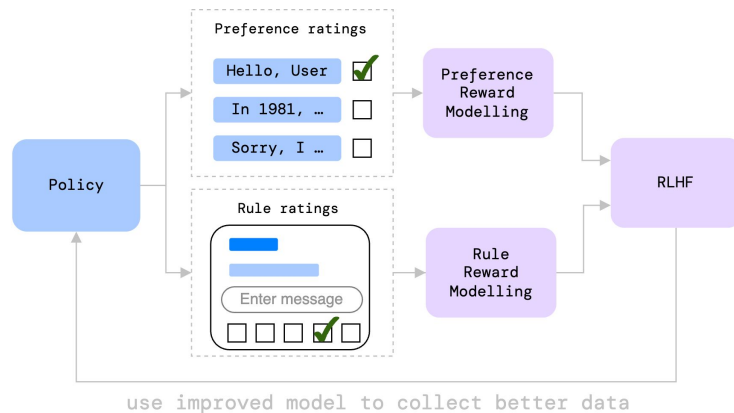 Preference ratings
Hello, User
In 1981, …
Sorry, I …
Preference
Reward
Modelling
Policy
RLHF
Rule ratings
Enter message
Rule
Reward
Modelling
use improved model to collect better data